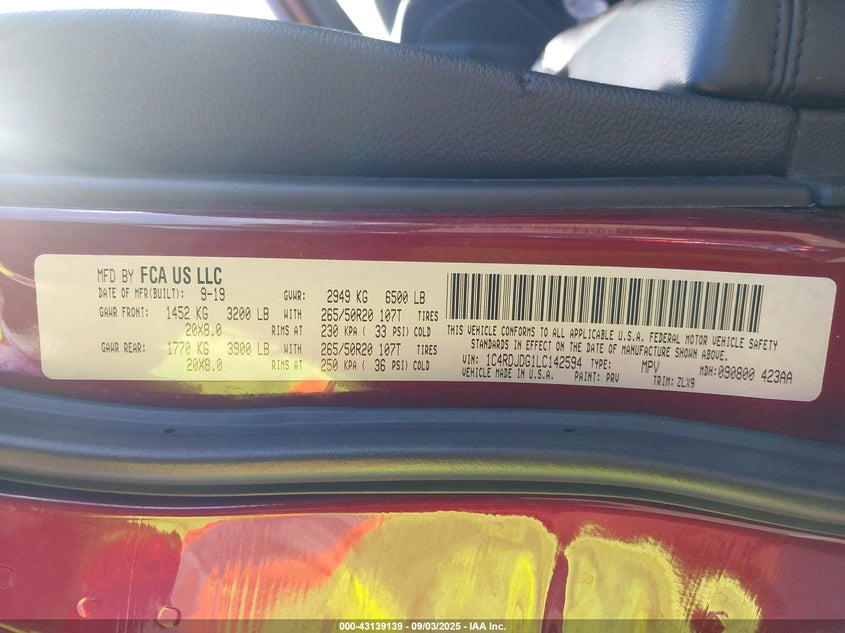 MFD BY FCA US LLC
DATE OF MFR(BUILT): 9-19 GVWR: 2949 KG 6500 LB
GAWR FRONT: 1452 KG 3200 LB WITH 265/50R20 107T TIRES
20X8.0 RIMS AT 230 KPA ( 33 PSI) COLD
GAWR REAR: 1770 KG 3900 LB WITH 265/50R20 107T TIRES
20X8.0 RIMS AT 250 KPA ( 36 PSI) COLD
THIS VEHICLE CONFORMS TO ALL APPLICABLE U.S.A. FEDERAL MOTOR VEHICLE SAFETY
STANDARDS IN EFFECT ON THE DATE OF MANUFACTURE SHOWN ABOVE.
VIN: 1C4RDJDG1LC142594 TYPE: MPV MDH:090800 423AA
VEHICLE MADE IN U.S.A. PAINT: PRV TRIM: ZLX9
000-43139139 - 09/03/2025 - IAA Inc.